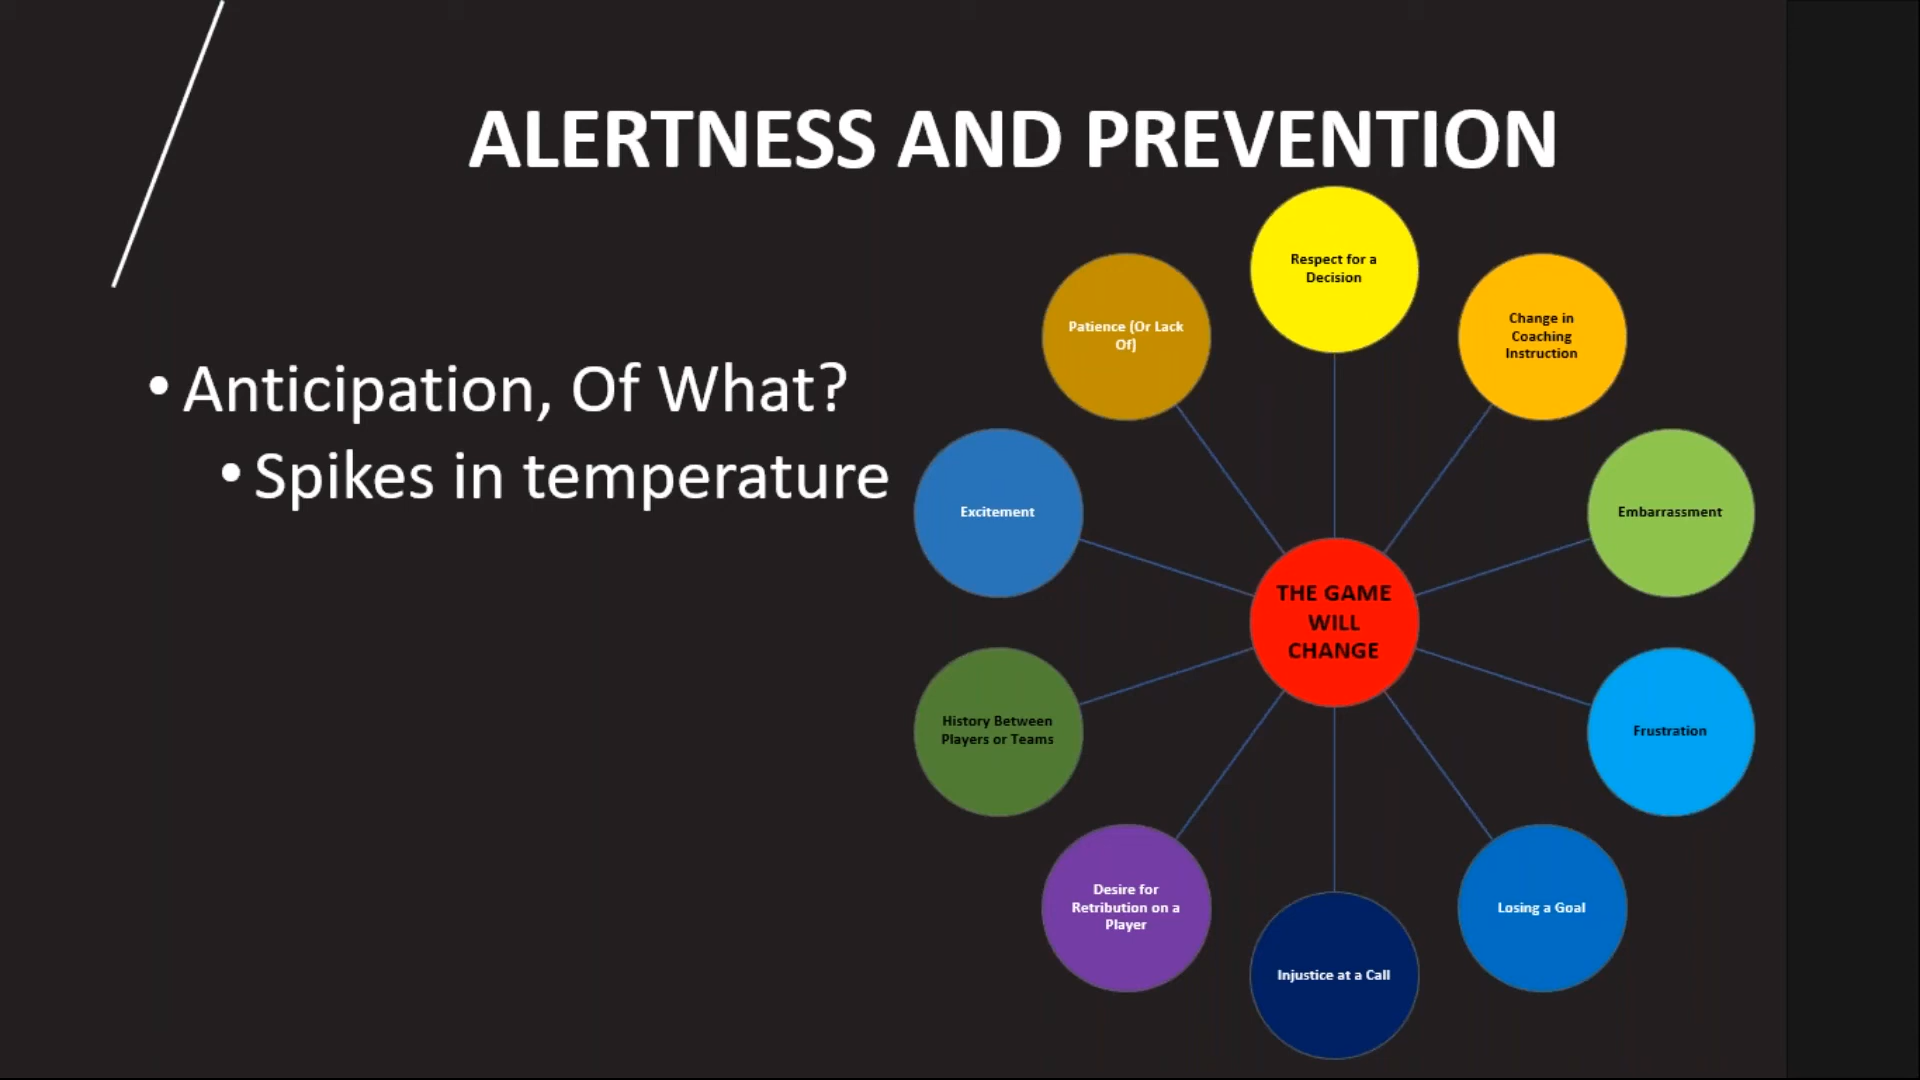 ALERTNESS AND PREVENTION
• Anticipation, Of What?
• Spikes in temperature
Respect for a
Decision
Change in
Coaching
Instruction
Embarrassment
Frustration
Losing a Goal
Injustice at a Call
Desire for
Retribution on a
Player
History Between
Players or Teams
Excitement
Patience (Or Lack
Of)
THE GAME
WILL
CHANGE